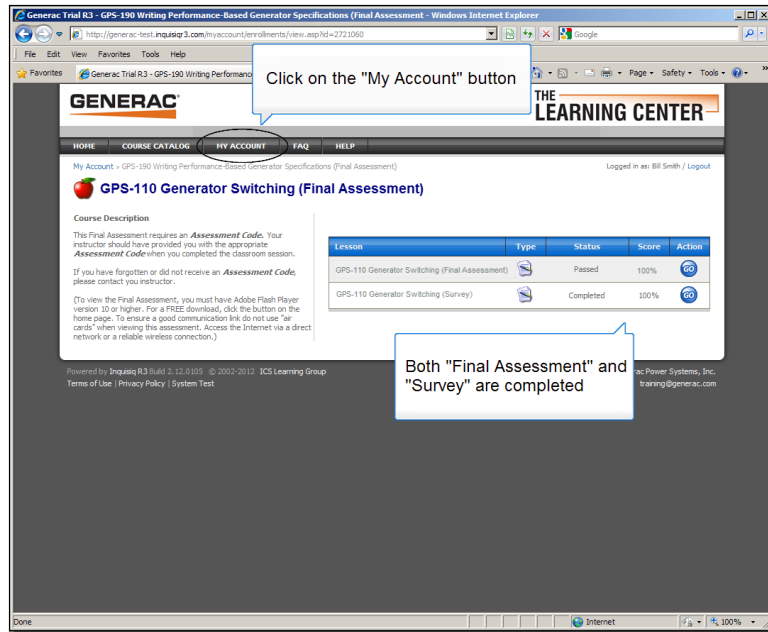 Generac Trial R3 - GPS-190 Writing Performance-Based Generator Specifications (Final Assessment - Windows Internet Explorer
http://generac-test.inquisiqr3.com/myaccount/enrollments/view.asp?id=2721060
Google
File Edit View Favorites Tools Help
Favorites Generac Trial R3 - GPS-190 Writing Performanc Page Safety Tools
Click on the "My Account" button
GENERAC
THE
LEARNING CENTER
HOME COURSE CATALOG MY ACCOUNT FAQ HELP
My Account > GPS-190 Writing Performance-Based Generator Specifications (Final Assessment) Logged in as: Bill Smith / Logout
GPS-110 Generator Switching (Final Assessment)
Course Description
This Final Assessment requires an Assessment Code. Your
instructor should have provided you with the appropriate
Assessment Code when you completed the classroom session.
If you have forgotten or did not receive an Assessment Code,
please contact you instructor.
(To view the Final Assessment, you must have Adobe Flash Player
version 10 or higher. For a FREE download, click the button on the
home page. To ensure a good communication link do not use "air
cards" when viewing this assessment. Access the Internet via a direct
network or a reliable wireless connection.)
Lesson Type Status Score Action
GPS-110 Generator Switching (Final Assessment) Passed 100% GO
GPS-110 Generator Switching (Survey) Completed 100% GO
Both "Final Assessment" and
"Survey" are completed
Powered by Inquisiq R3 Build 2.12.0105 © 2002-2012 ICS Learning Group rac Power Systems, Inc.
Terms of Use | Privacy Policy | System Test training@generac.com
Done Internet 100%